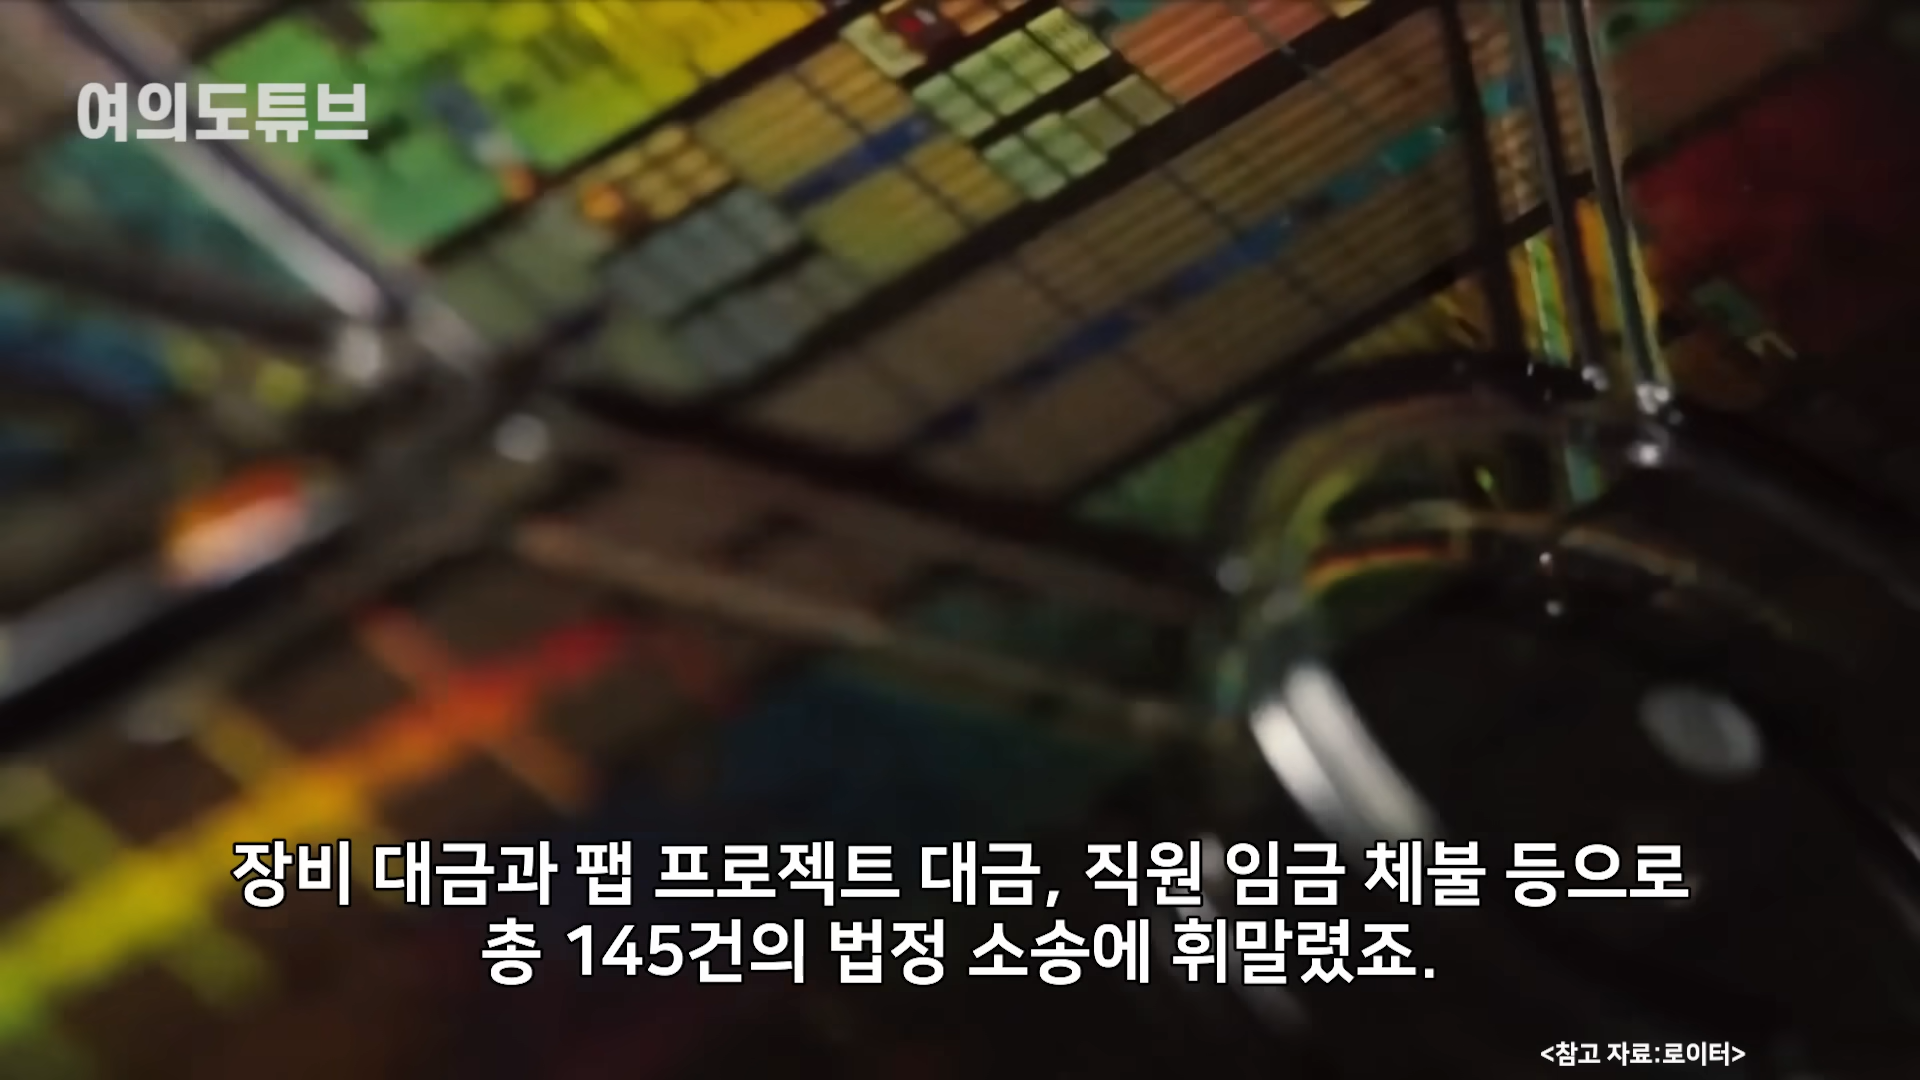 여의도튜브
장비 대금과 팹 프로젝트 대금, 직원 임금 체불 등으로
총 145건의 법정 소송에 휘말렸죠.
<참고 자료:로이터>